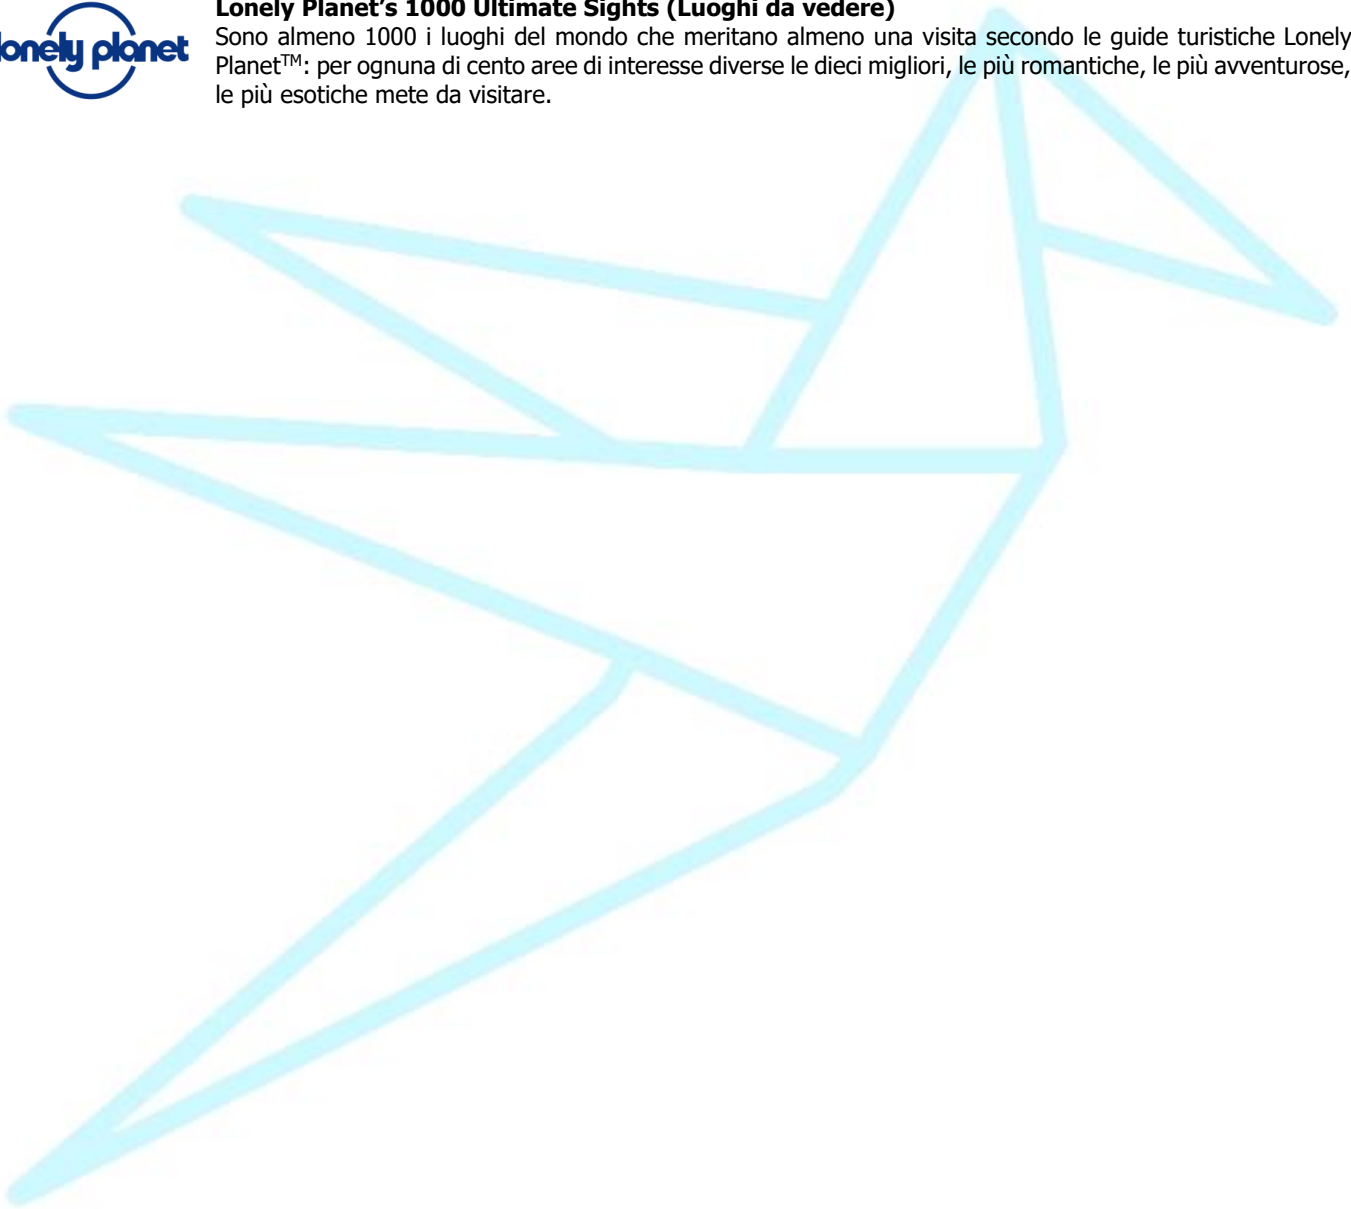 Lonely Planet's 1000 Ultimate Sights (Luoghi da vedere)
lonely planet
Sono almeno 1000 i luoghi del mondo che meritano almeno una visita secondo le guide turistiche Lonely
Planet™: per ognuna di cento aree di interesse diverse le dieci migliori, le più romantiche, le più avventurose,
le più esotiche mete da visitare.